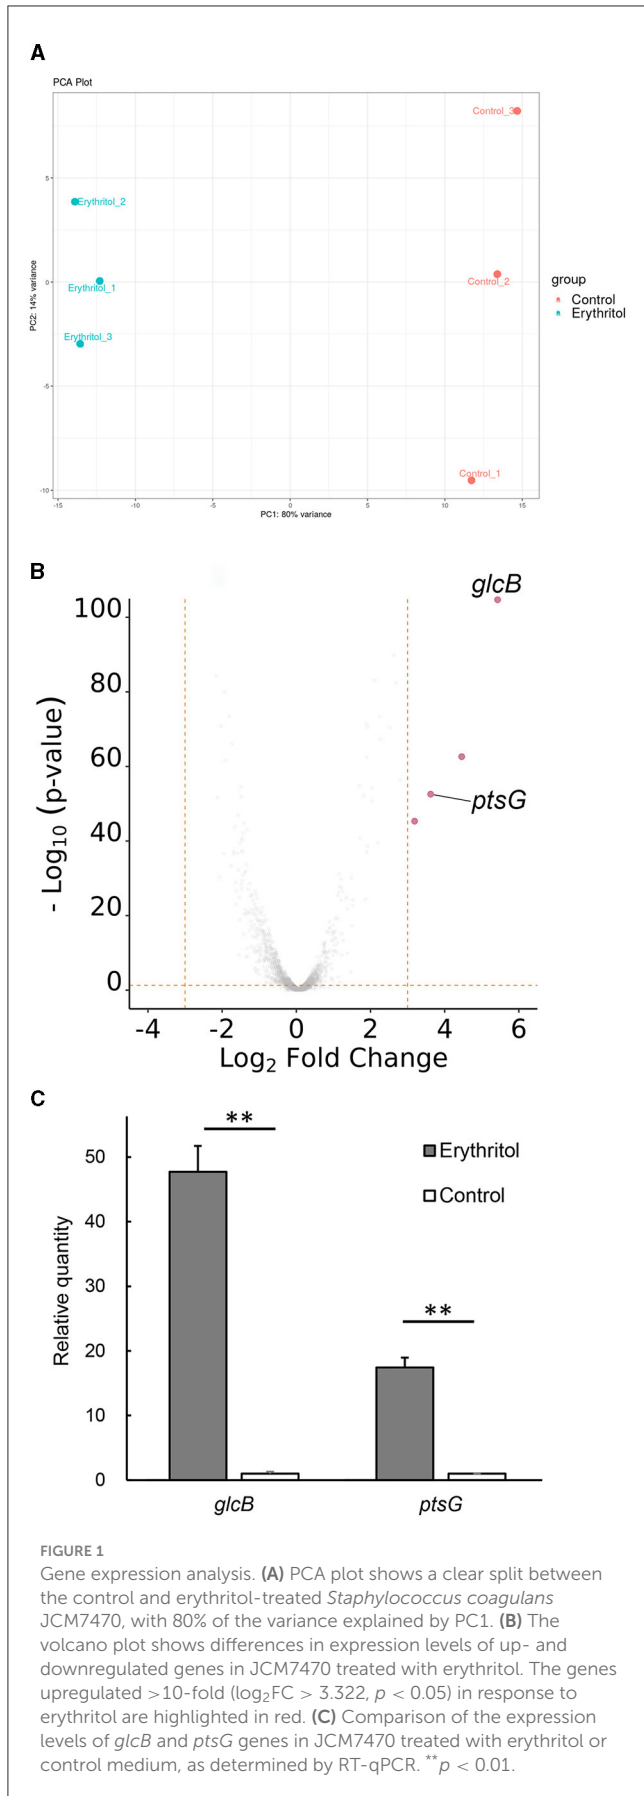 A
PCA Plot
Control_3
5
Erythritol_2
PC2: 14% variance
0
Erythritol_1
Control_2
group
Control
Erythritol
Erythritol_3
-5
Control_1
-10
-15
-10
-5
0
5
10
15
PC1: 80% variance
B
glcB
100
80
60
ptsG
40
20
0
- Log10 (p-value)
-4
-2
0
2
4
6
Log2 Fold Change
C
**
50
Erythritol
Control
40
30
**
20
10
0
Relative quantity
glcB
ptsG
FIGURE 1
Gene expression analysis. (A) PCA plot shows a clear split between
the control and erythritol-treated Staphylococcus coagulans
JCM7470, with 80% of the variance explained by PC1. (B) The
volcano plot shows differences in expression levels of up- and
downregulated genes in JCM7470 treated with erythritol. The genes
upregulated >10-fold (log2FC > 3.322, p < 0.05) in response to
erythritol are highlighted in red. (C) Comparison of the expression
levels of glcB and ptsG genes in JCM7470 treated with erythritol or
control medium, as determined by RT-qPCR. **p < 0.01.